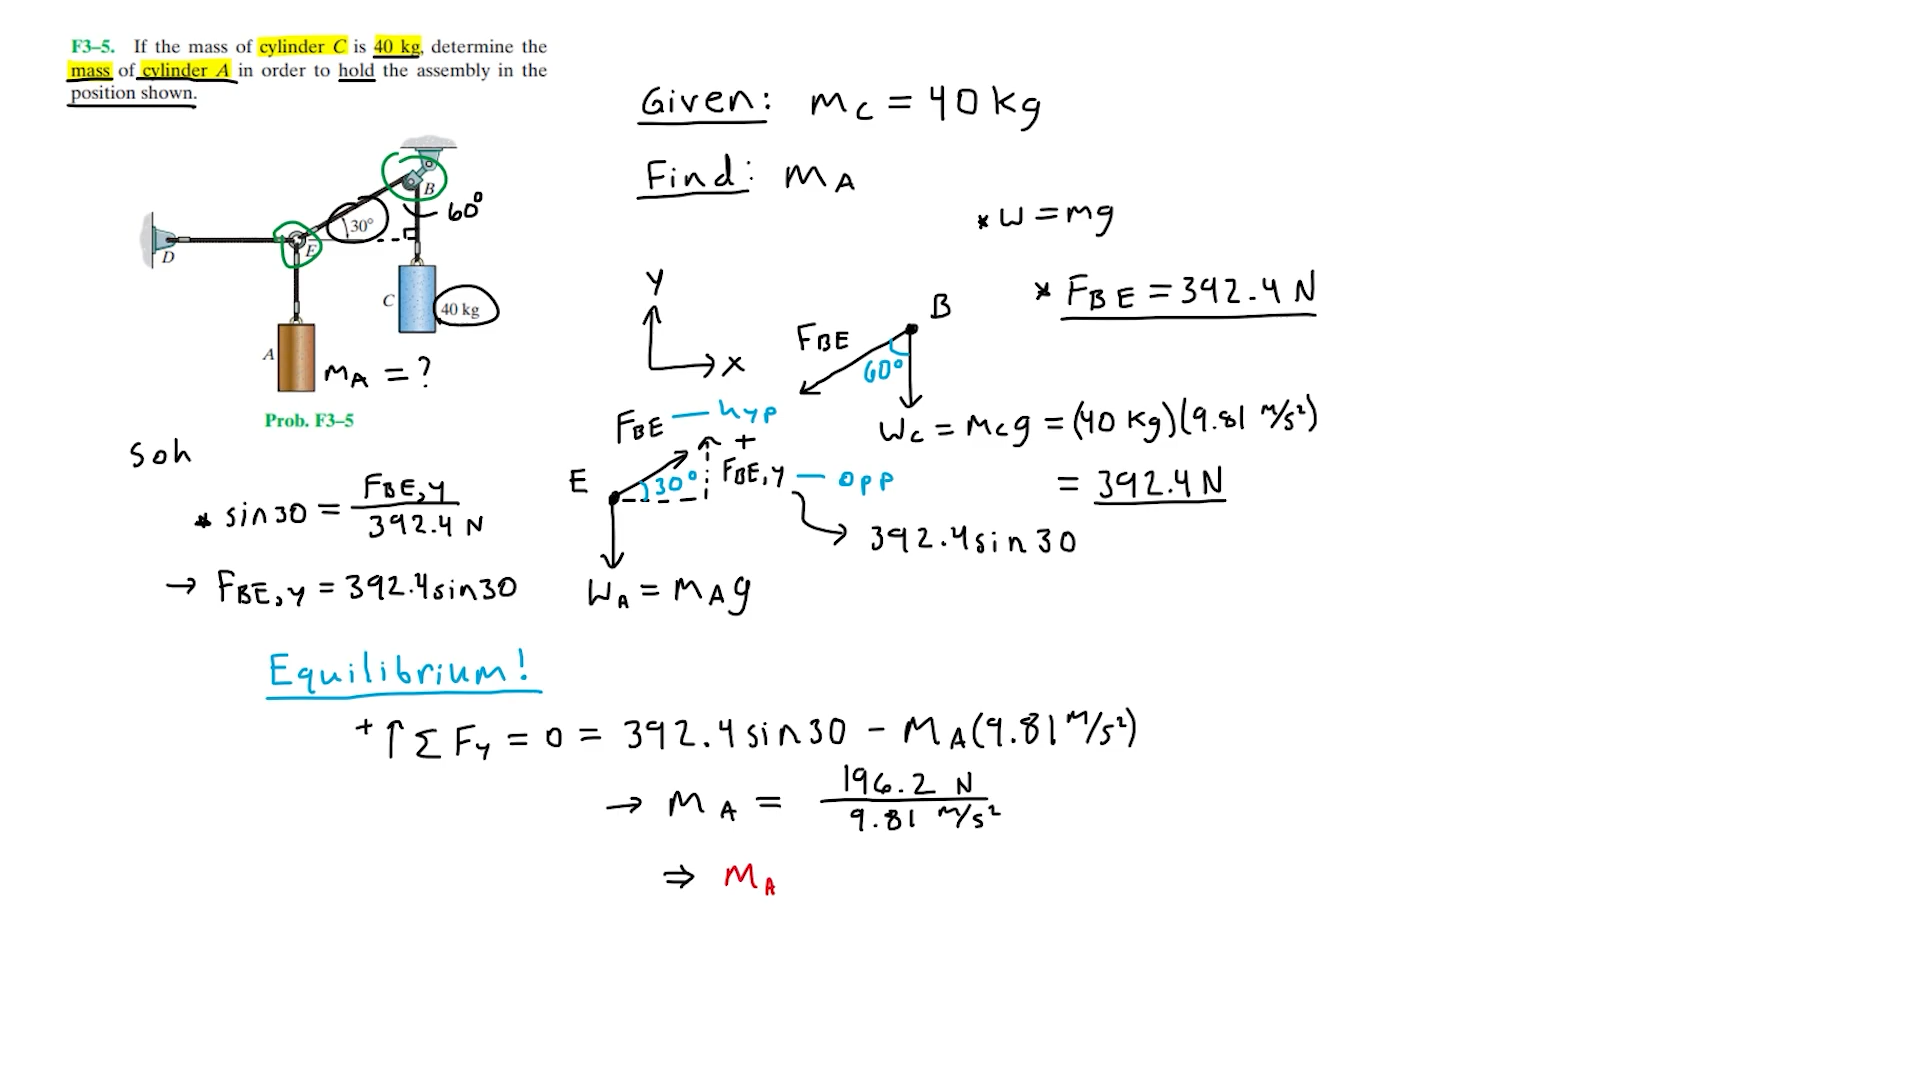 F3–5. If the mass of cylinder C is 40 kg, determine the
mass of cylinder A in order to hold the assembly in the
position shown.
B
60°
30°
D
E
C
40 kg
A
mA = ?
Prob. F3–5
Given: mC = 40 kg
Find: mA
* W = mg
* FBE = 392.4 N
y
x
B
FBE
60°
WC = mCg = (40 kg)(9.81 m/s²)
= 392.4 N
FBE — hyp
+
E
30°
FBE,y — opp
→ 392.4 sin 30
WA = mAg
Soh
* sin 30 = FBE,y / 392.4 N
→ FBE,y = 392.4 sin 30
Equilibrium!
+↑ΣFy = 0 = 392.4 sin 30 - mA(9.81 m/s²)
→ mA = 196.2 N / 9.81 m/s²
⇒ mA